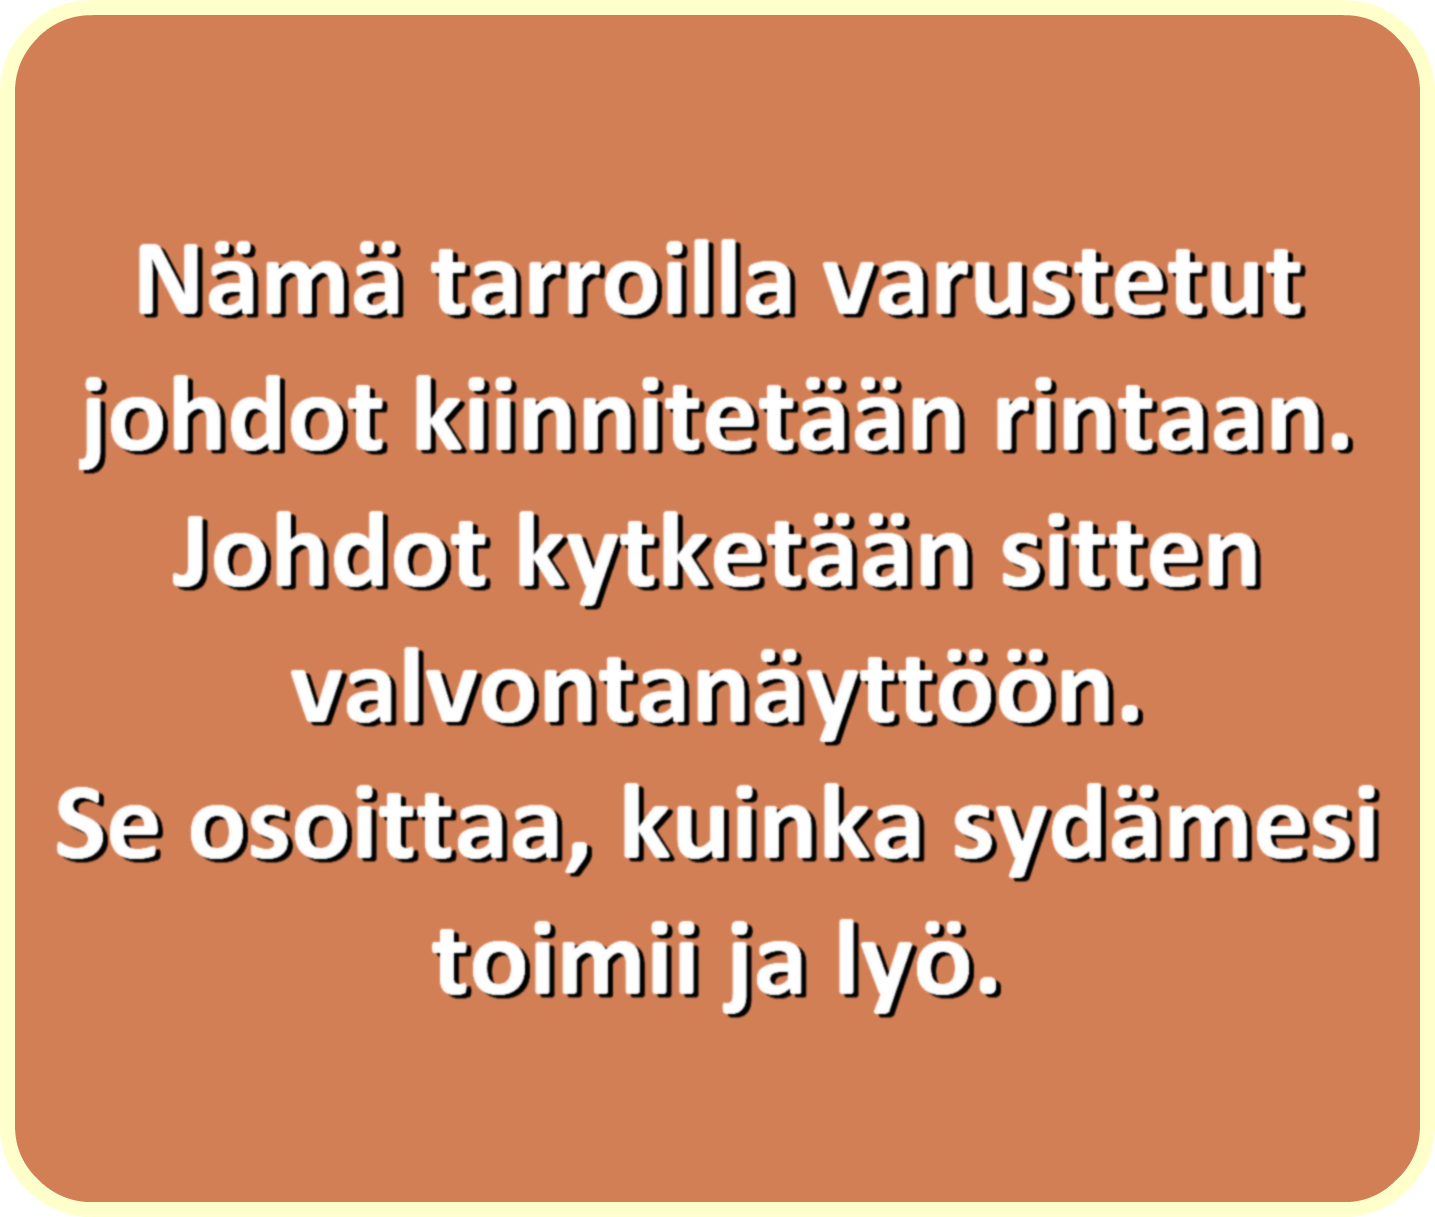 Nämä tarroilla varustetut
johdot kiinnitetään rintaan.
Johdot kytketään sitten
valvontanäyttöön.
Se osoittaa, kuinka sydämesi
toimii ja lyö.